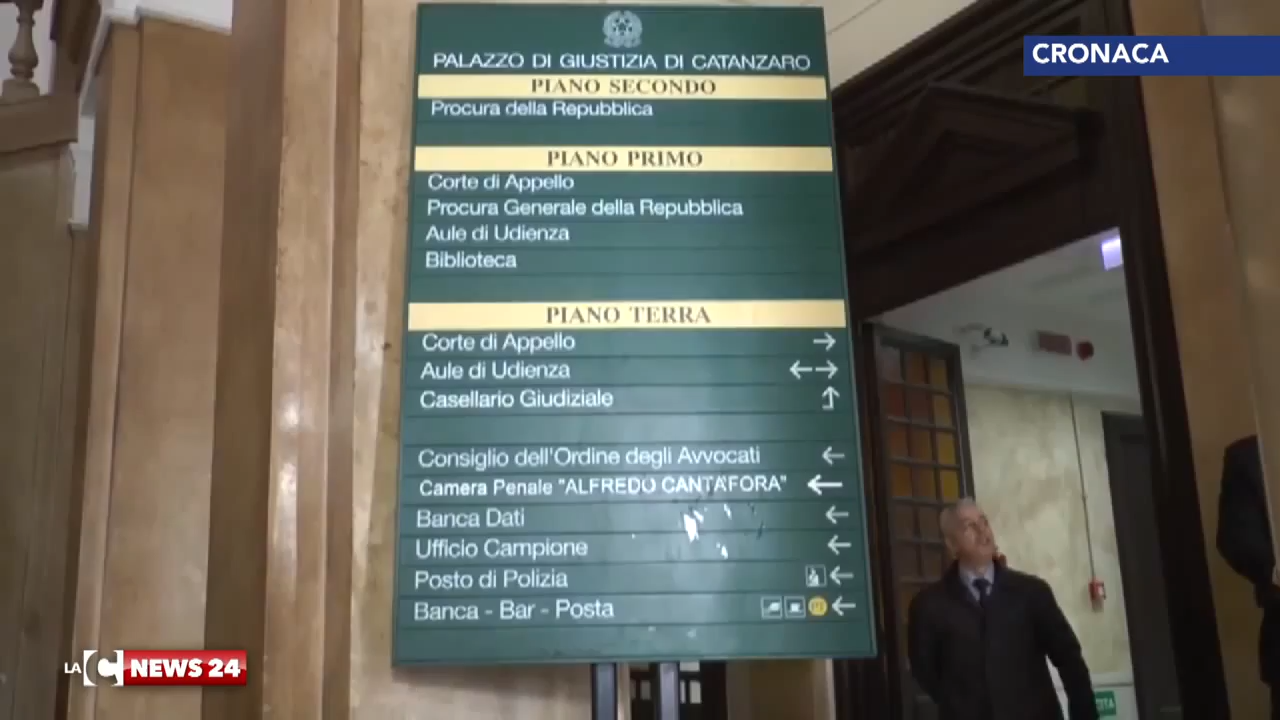 CRONACA
PALAZZO DI GIUSTIZIA DI CATANZARO
PIANO SECONDO
Procura della Repubblica
PIANO PRIMO
Corte di Appello
Procura Generale della Repubblica
Aule di Udienza
Biblioteca
PIANO TERRA
Corte di Appello →
Aule di Udienza ←→
Casellario Giudiziale ↱
Consiglio dell'Ordine degli Avvocati ←
Camera Penale "ALFREDO CANTAFORA" ←
Banca Dati ←
Ufficio Campione ←
Posto di Polizia ←
Banca - Bar - Posta PT ←
LA C NEWS 24